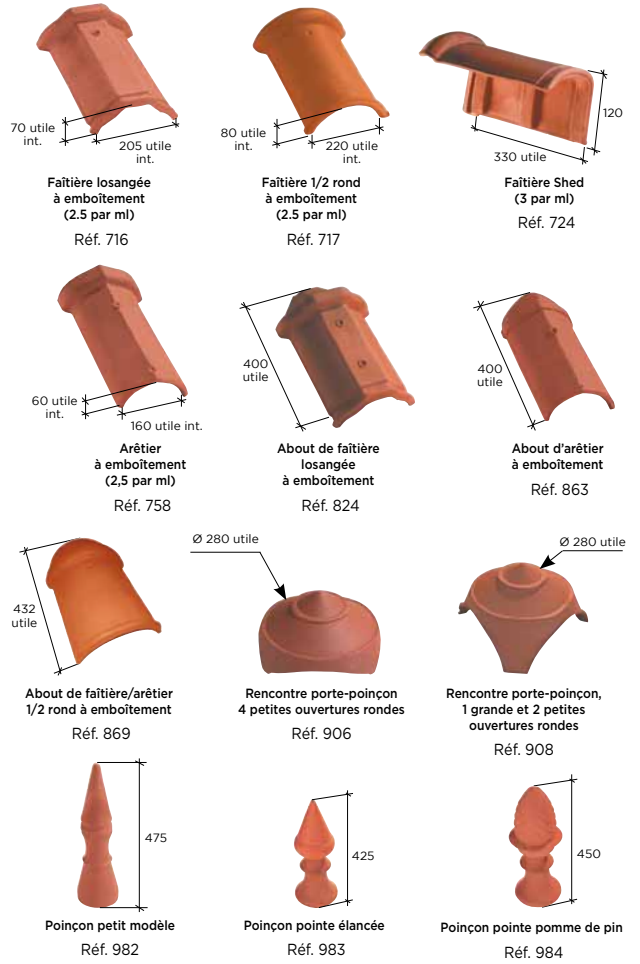 70 utile
int.
205 utile
int.
Faîtière losangée
à emboîtement
(2.5 par ml)
Réf. 716
80 utile
int.
220 utile
int.
Faîtière 1/2 rond
à emboîtement
(2.5 par ml)
Réf. 717
120
330 utile
Faîtière Shed
(3 par ml)
Réf. 724
60 utile
int.
160 utile int.
Arêtier
à emboîtement
(2,5 par ml)
Réf. 758
400
utile
About de faîtière
losangée
à emboîtement
Réf. 824
400
utile
About d'arêtier
à emboîtement
Réf. 863
432
utile
About de faîtière/arêtier
1/2 rond à emboîtement
Réf. 869
Ø 280 utile
Rencontre porte-poinçon
4 petites ouvertures rondes
Réf. 906
Ø 280 utile
Rencontre porte-poinçon,
1 grande et 2 petites
ouvertures rondes
Réf. 908
475
Poinçon petit modèle
Réf. 982
425
Poinçon pointe élancée
Réf. 983
450
Poinçon pointe pomme de pin
Réf. 984